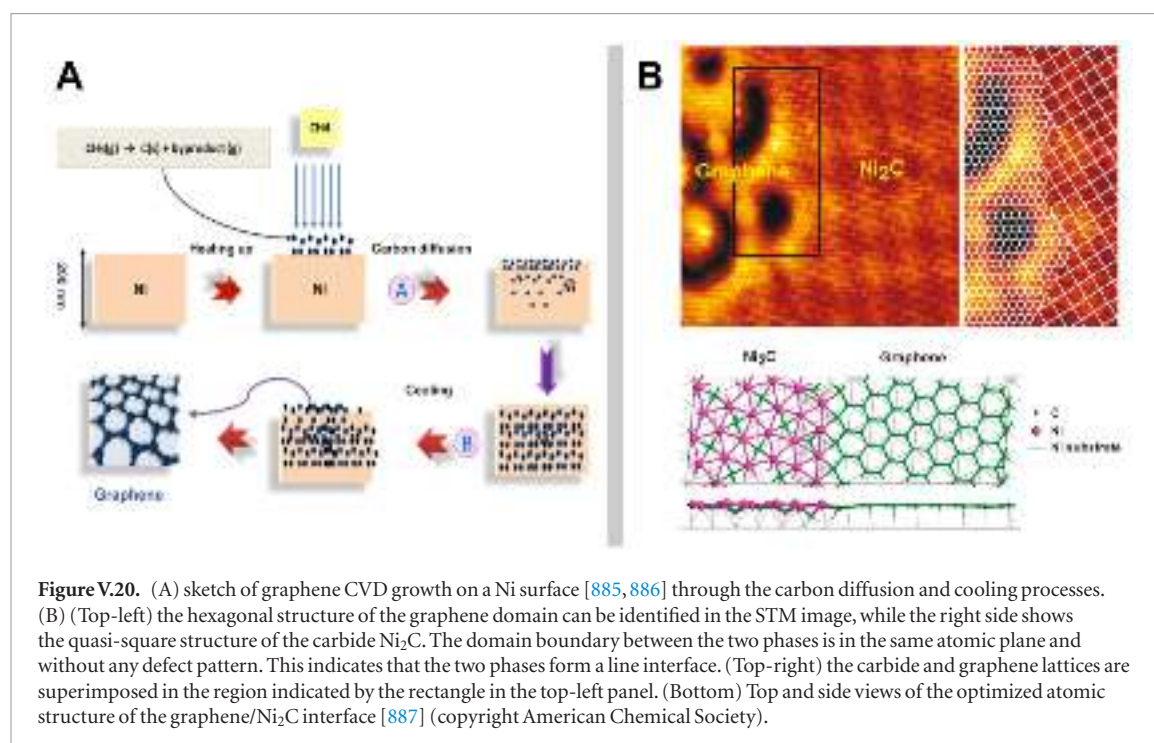 A
CH4
CH4(g) → C(s) + byproduct (g)
Heating up
Carbon diffusion
Ni
Ni
A
Cooling
B
Graphene
B
Graphene
Ni₂C
Graphene
C
Ni
Ni substrate
Figure V.20. (A) sketch of graphene CVD growth on a Ni surface [885, 886] through the carbon diffusion and cooling processes.
(B) (Top-left) the hexagonal structure of the graphene domain can be identified in the STM image, while the right side shows
the quasi-square structure of the carbide Ni₂C. The domain boundary between the two phases is in the same atomic plane and
without any defect pattern. This indicates that the two phases form a line interface. (Top-right) the carbide and graphene lattices are
superimposed in the region indicated by the rectangle in the top-left panel. (Bottom) Top and side views of the optimized atomic
structure of the graphene/Ni₂C interface [887] (copyright American Chemical Society).